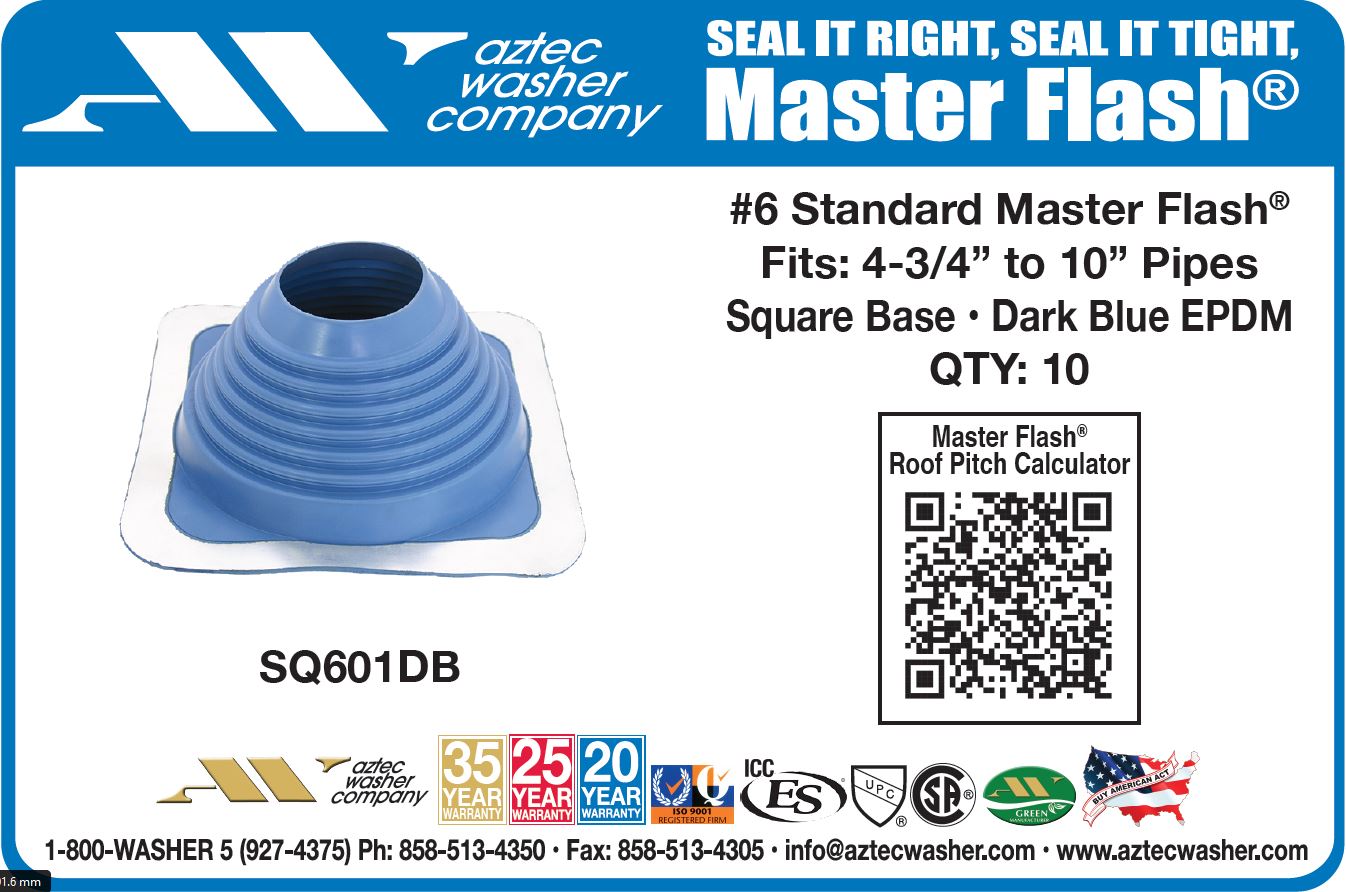 aztec
washer
company
SEAL IT RIGHT, SEAL IT TIGHT,
Master Flash®
#6 Standard Master Flash®
Fits: 4-3/4” to 10” Pipes
Square Base • Dark Blue EPDM
QTY: 10
Master Flash®
Roof Pitch Calculator
SQ601DB
aztec
washer
company
35
YEAR
WARRANTY
25
YEAR
WARRANTY
20
YEAR
WARRANTY
ISO 9001
REGISTERED FIRM
ICC
ES®
UPC®
SA®
GREEN
MANUFACTURER
BUY AMERICAN ACT
1-800-WASHER 5 (927-4375) Ph: 858-513-4350 • Fax: 858-513-4305 • info@aztecwasher.com • www.aztecwasher.com